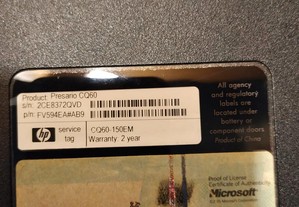 Product: Presario CQ60
s/n: 2CE8372QVD
p/n: FV594EA#AB9
hp
service
tag
CQ60-150EM
Warranty: 2 year
All agency
and regulatory
labels are
located under
battery or
component doors
Product of China
Proof of License
Certificate of Authenticity
Microsoft